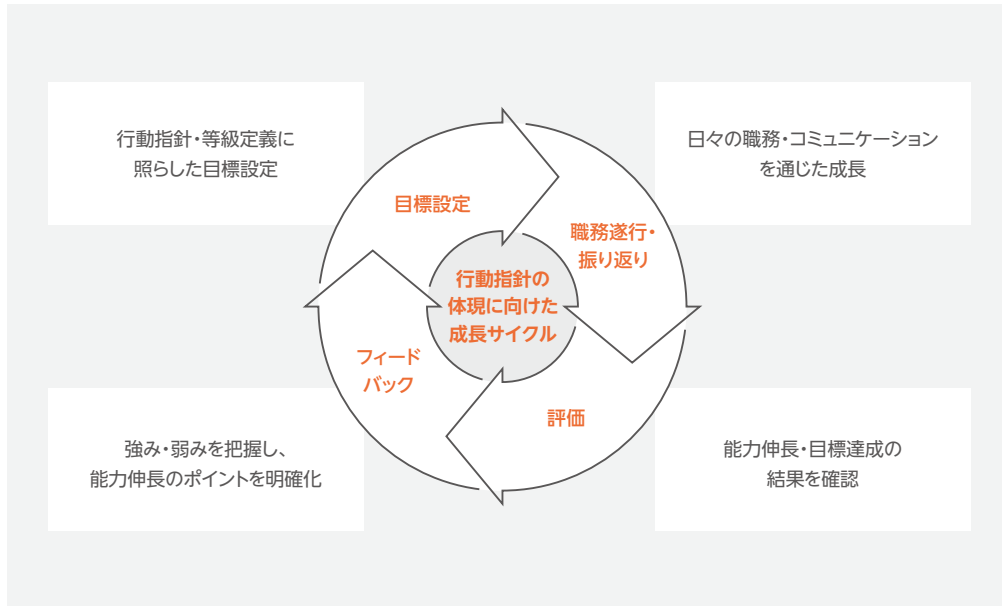 行動指針・等級定義に
照らした目標設定
日々の職務・コミュニケーション
を通じた成長
目標設定
職務遂行・
振り返り
行動指針の
体現に向けた
成長サイクル
フィード
バック
評価
強み・弱みを把握し、
能力伸長のポイントを明確化
能力伸長・目標達成の
結果を確認